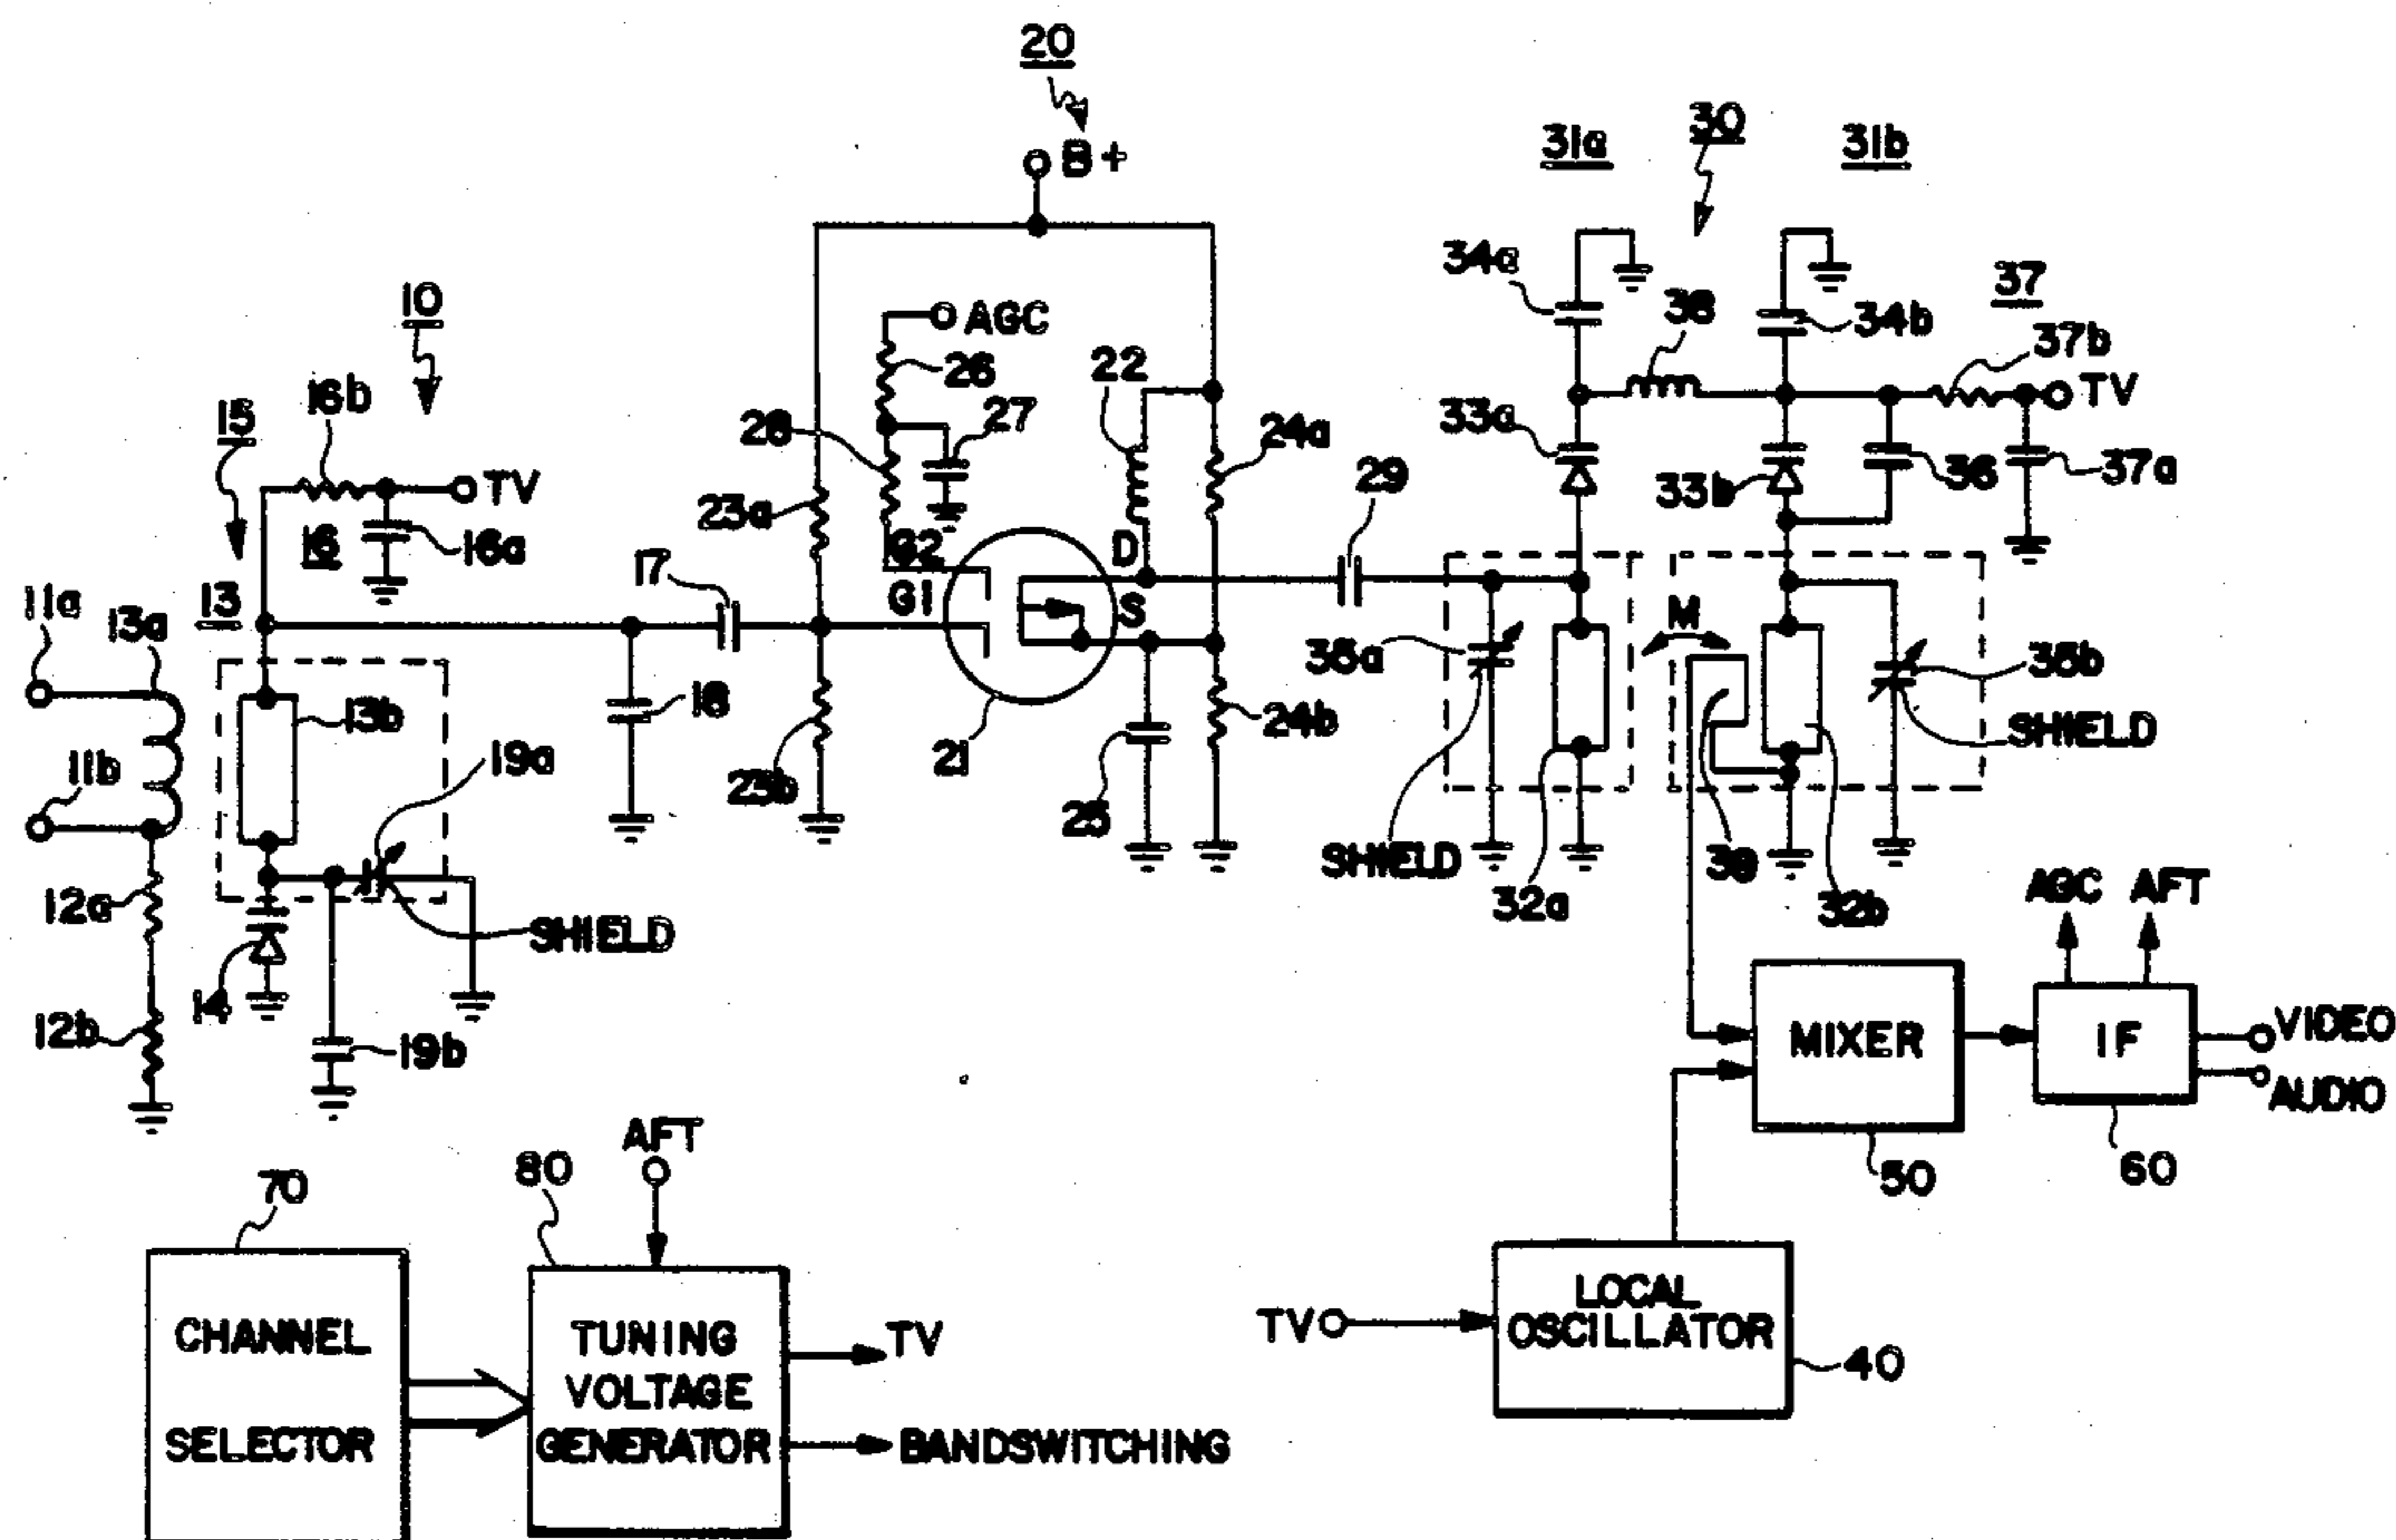 20
B+
31a
30
31b
10
AGC
34a
36
37
34b
37b
TV
15
16b
TV
26
22
28
27
24a
33a
33b
36
37a
16
16a
23a
G2
G1
D
S
29
17
11a
13a
13
13b
11b
18
23b
21
25
24b
38a
M
38b
SHIELD
SHIELD
32a
39
32b
19a
12a
SHIELD
14
12b
19b
AGC
AFT
MIXER
IF
VIDEO
AUDIO
50
60
70
80
AFT
CHANNEL
SELECTOR
TUNING
VOLTAGE
GENERATOR
TV
BANDSWITCHING
TV
LOCAL
OSCILLATOR
40